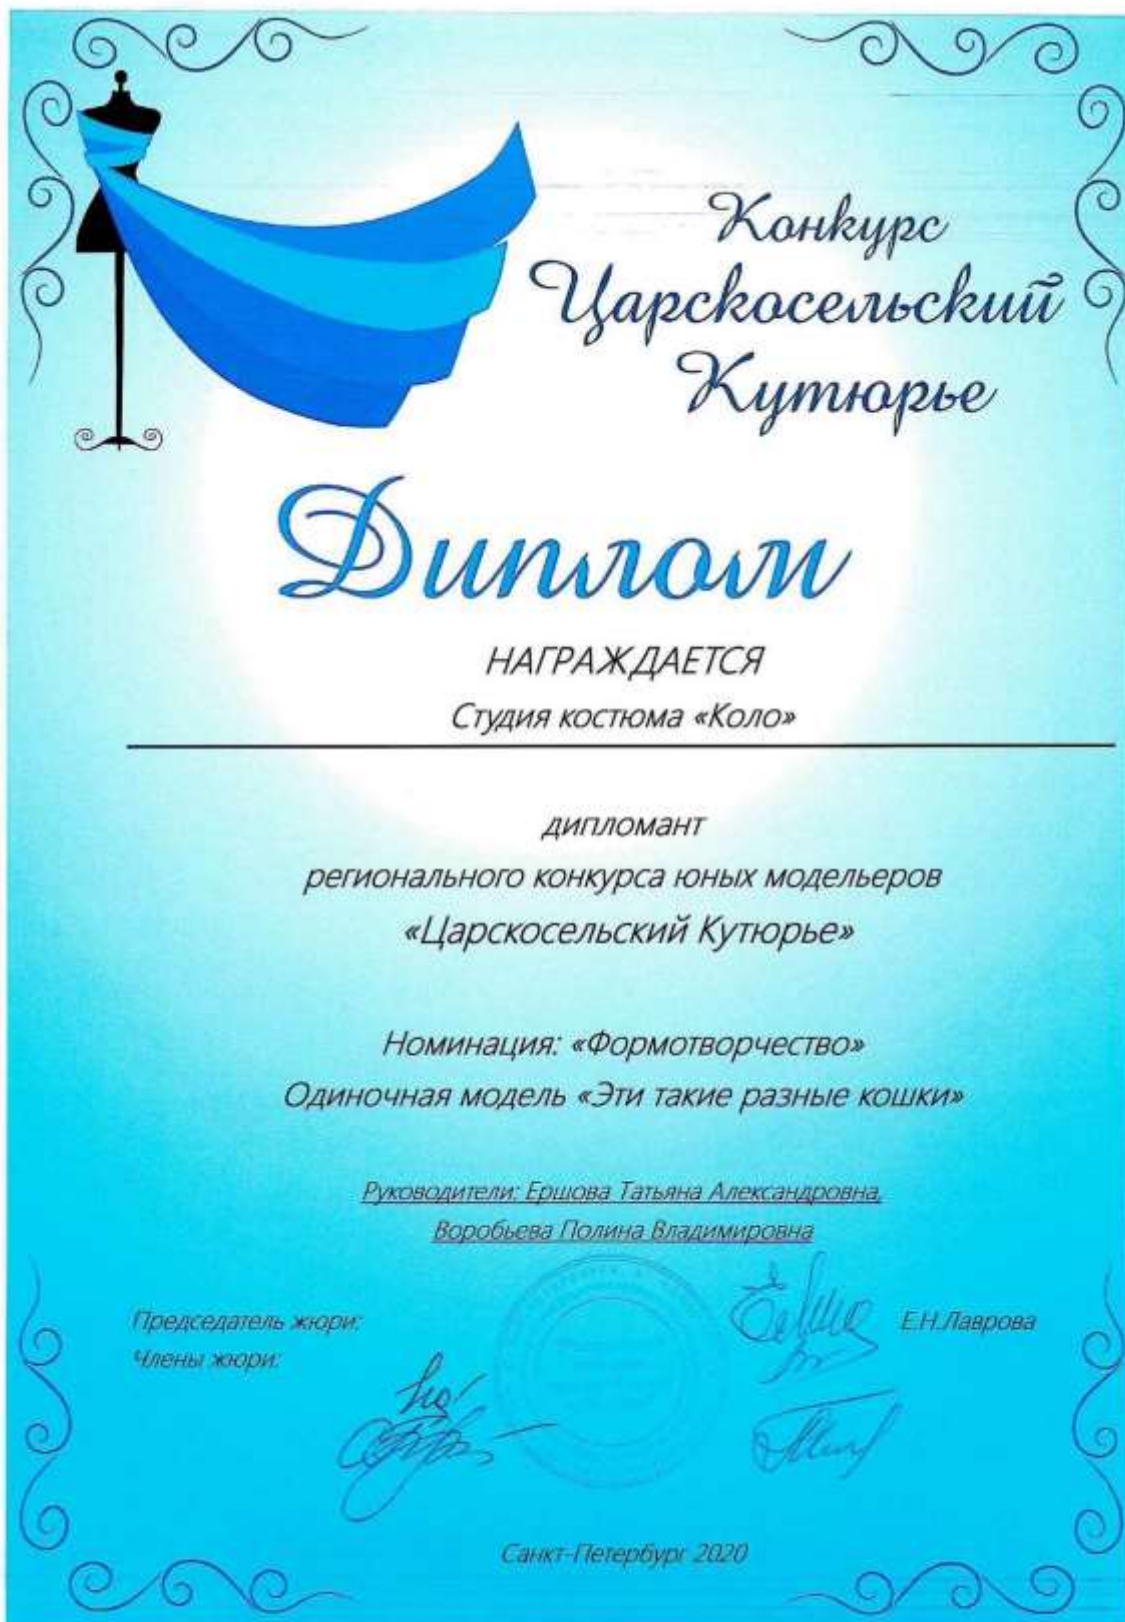 Конкурс
Царскосельский
Кутюрье
Диплом
НАГРАЖДАЕТСЯ
Студия костюма «Коло»
дипломант
регионального конкурса юных модельеров
«Царскосельский Кутюрье»
Номинация: «Формотворчество»
Одиночная модель «Эти такие разные кошки»
Руководители: Ершова Татьяна Александровна,
Воробьева Полина Владимировна
Председатель жюри: Е.Н.Лаврова
Члены жюри:
Санкт-Петербург 2020